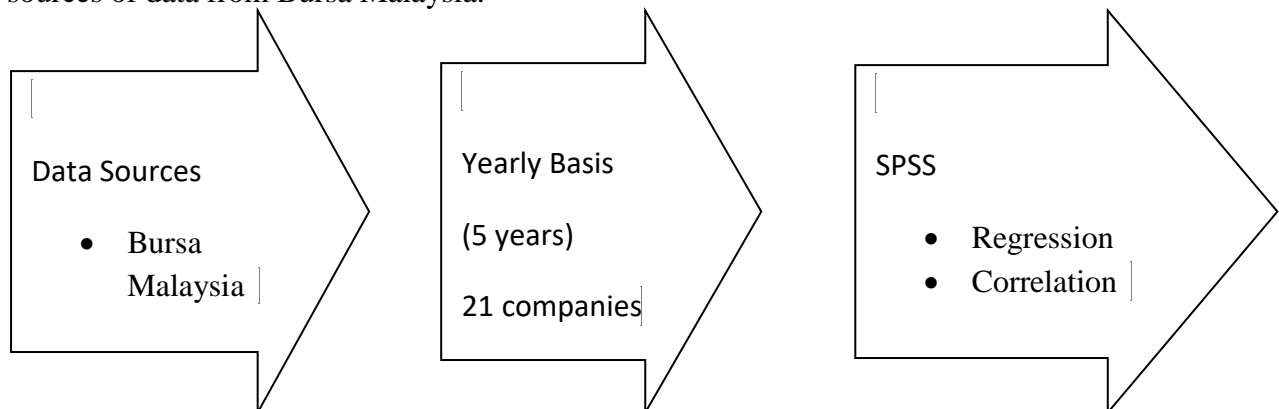 sources of data from Bursa Malaysia.
Data Sources
• Bursa
Malaysia
Yearly Basis
(5 years)
21 companies
SPSS
• Regression
• Correlation